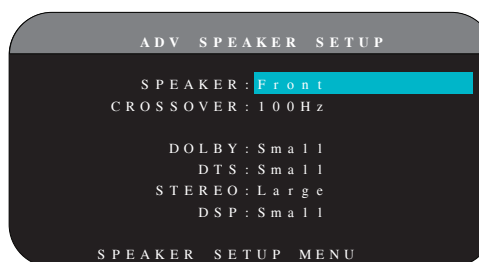 ADV SPEAKER SETUP
SPEAKER: Front
CROSSOVER: 100Hz
DOLBY: Small
DTS: Small
STEREO: Large
DSP: Small
SPEAKER SETUP MENU